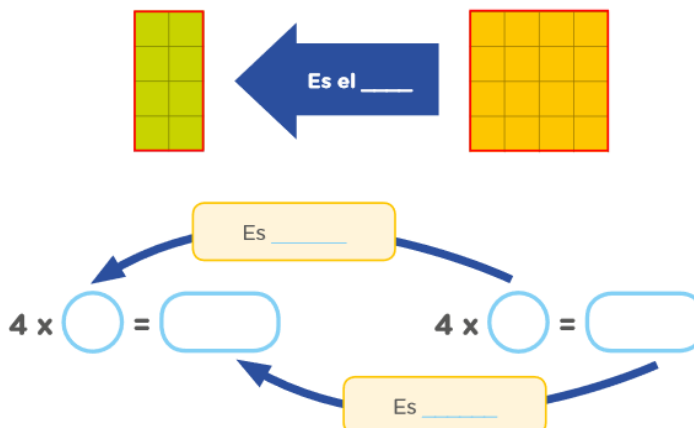 Es el ____
Es ______
4 x = 4 x =
Es ______